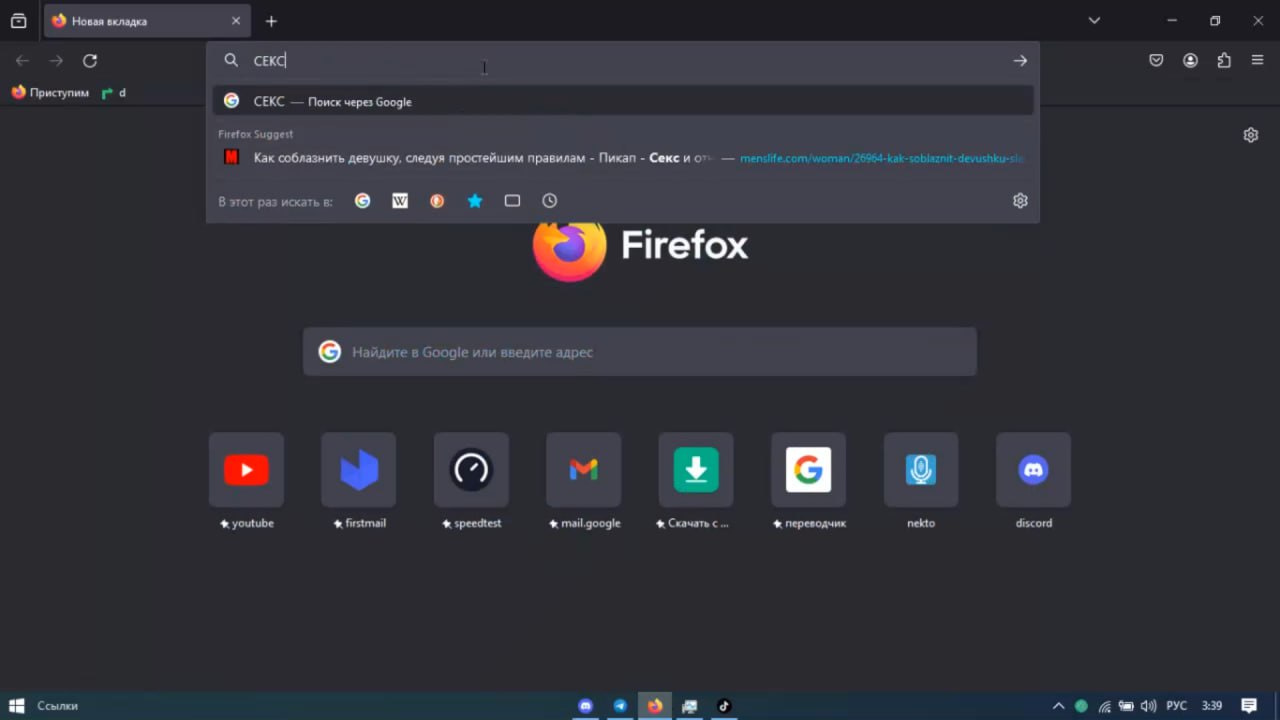 Новая вкладка
СЕКС
Приступим d
СЕКС — Поиск через Google
Firefox Suggest
Как соблазнить девушку, следуя простейшим правилам - Пикап - Секс и от — menslife.com/woman/26964-kak-soblaznit-devushku-sle
В этот раз искать в:
Firefox
Найдите в Google или введите адрес
youtube firstmail speedtest mail.google Скачать с ... переводчик nekto discord
Ссылки РУС 3:39